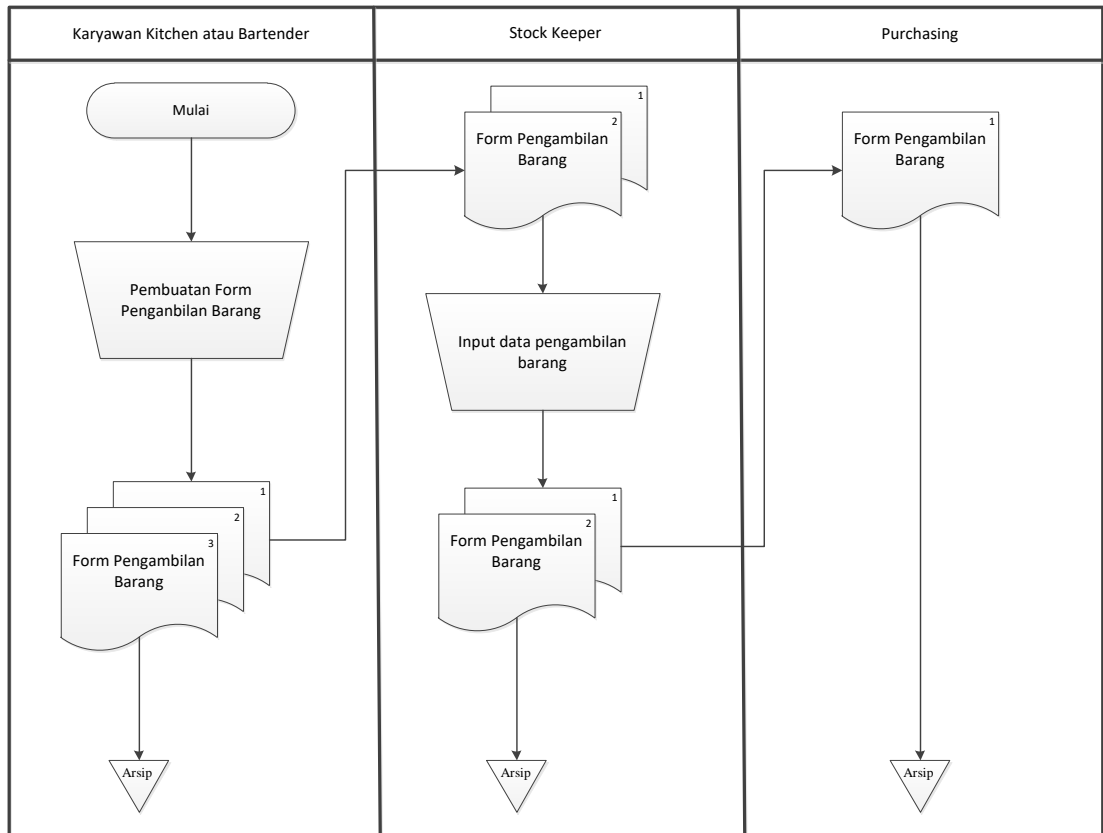 Karyawan Kitchen atau Bartender
Stock Keeper
Purchasing
Mulai
Pembuatan Form
Penganbilan Barang
1
2
3
Form Pengambilan
Barang
Arsip
1
2
Form Pengambilan
Barang
Input data pengambilan
barang
1
2
Form Pengambilan
Barang
Arsip
1
Form Pengambilan
Barang
Arsip